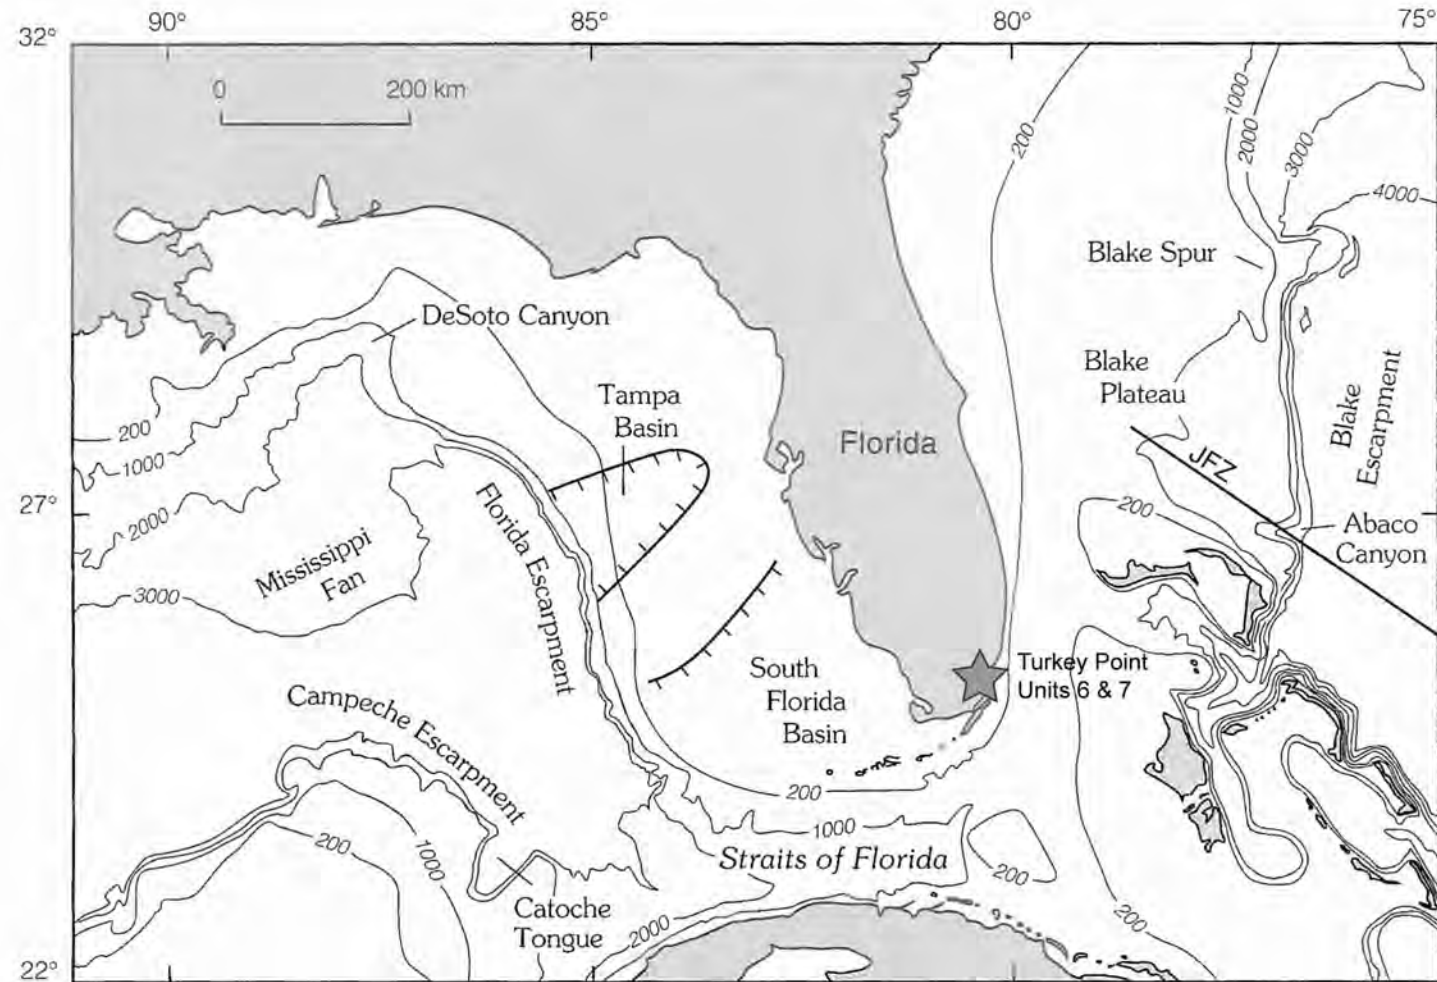 90°
85°
80°
75°
32°
0
200 km
200
1000
2000
3000
4000
Blake Spur
DeSoto Canyon
Blake
Plateau
Blake
Escarpment
Tampa
Basin
Florida
200
1000
2000
JFZ
27°
Florida Escarpment
200
Abaco
Canyon
Mississippi
Fan
3000
South
Florida
Basin
Turkey Point
Units 6 & 7
Campeche Escarpment
200
1000
200
1000
Straits of Florida
200
200
Catoche
Tongue
2000
22°